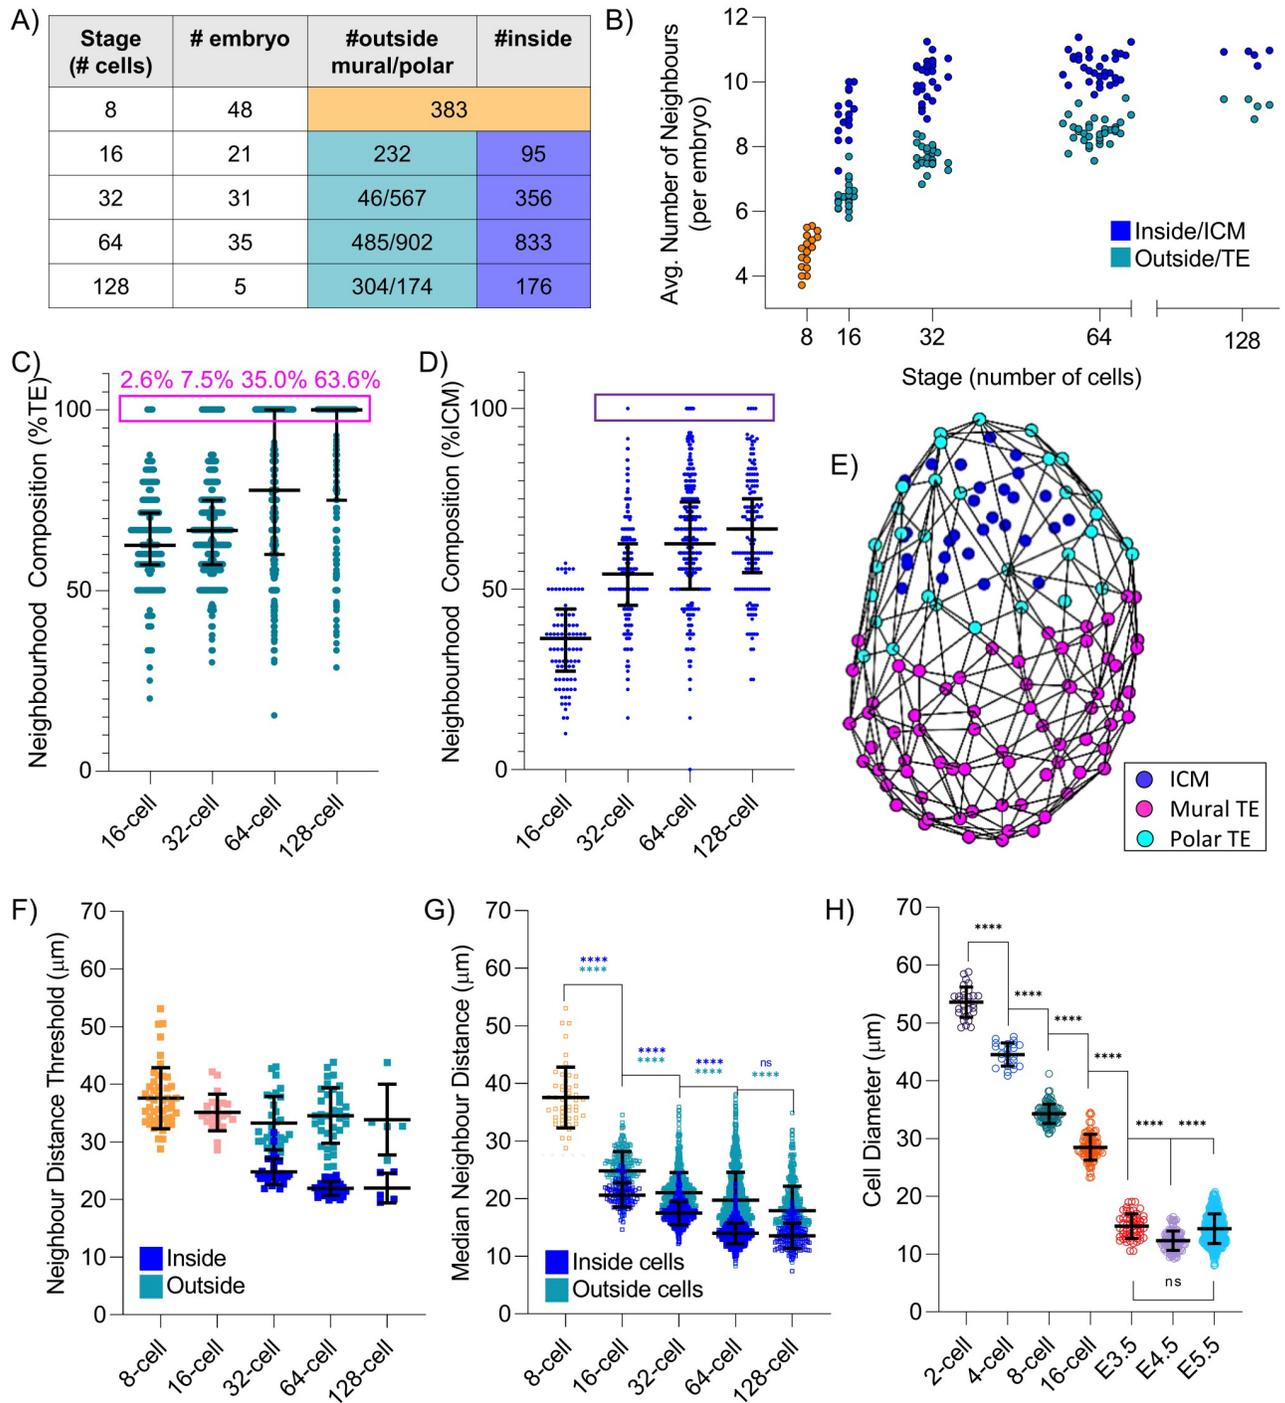 A)
Stage
(# cells)
# embryo
#outside
mural/polar
#inside
8 48 383
16 21 232 95
32 31 46/567 356
64 35 485/902 833
128 5 304/174 176
B)
Avg. Number of Neighbours
(per embryo)
12
10
8
6
4
Inside/ICM
Outside/TE
8 16 32 64 128
Stage (number of cells)
C)
Neighbourhood Composition (%TE)
2.6% 7.5% 35.0% 63.6%
100
50
0
16-cell 32-cell 64-cell 128-cell
D)
Neighbourhood Composition (%ICM)
100
50
0
16-cell 32-cell 64-cell 128-cell
E)
ICM
Mural TE
Polar TE
F)
Neighbour Distance Threshold (μm)
70
60
50
40
30
20
10
0
Inside
Outside
8-cell 16-cell 32-cell 64-cell 128-cell
G)
Median Neighbour Distance (μm)
70
60
50
40
30
20
10
0
****
****
****
****
****
****
ns
****
Inside cells
Outside cells
8-cell 16-cell 32-cell 64-cell 128-cell
H)
Cell Diameter (μm)
70
60
50
40
30
20
10
0
****
****
****
****
**** ****
ns
2-cell 4-cell 8-cell 16-cell E3.5 E4.5 E5.5